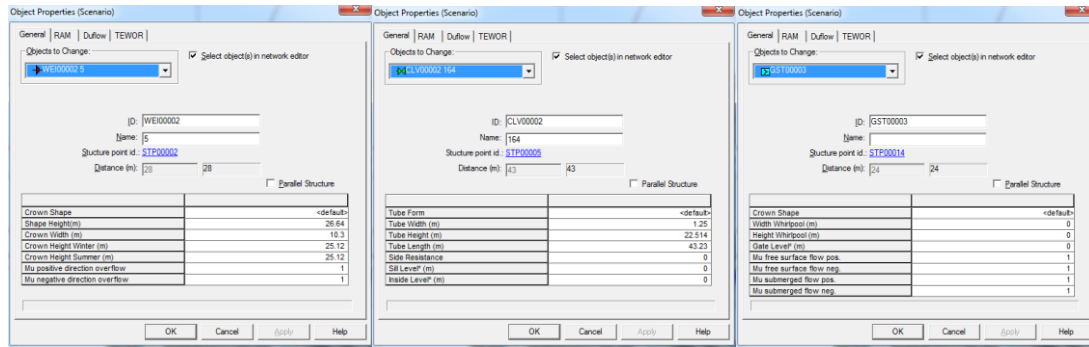 Object Properties (Scenario)
General RAM Duflow TEWOR
Objects to Change:
WEI00002 5
Select object(s) in network editor
ID: WEI00002
Name: 5
Stucture point id.: STP00002
Distance (m): 28 28
Parallel Structure
Crown Shape <default>
Shape Height(m) 26.64
Crown Width (m) 10.3
Crown Height Winter (m) 25.12
Crown Height Summer (m) 25.12
Mu positive direction overflow 1
Mu negative direction overflow 1
OK Cancel Apply Help
Object Properties (Scenario)
General RAM Duflow TEWOR
Objects to Change:
CLV00002 164
Select object(s) in network editor
ID: CLV00002
Name: 164
Stucture point id.: STP00005
Distance (m): 43 43
Parallel Structure
Tube Form <default>
Tube Width (m) 1.25
Tube Height (m) 22.514
Tube Length (m) 43.23
Side Resistance 0
Sill Level* (m) 0
Inside Level* (m) 0
OK Cancel Apply Help
Object Properties (Scenario)
General RAM Duflow TEWOR
Objects to Change:
GST00003
Select object(s) in network editor
ID: GST00003
Name:
Stucture point id.: STP00014
Distance (m): 24 24
Parallel Structure
Crown Shape <default>
Width Whirlpool (m) 0
Height Whirlpool (m) 0
Gate Level* (m) 0
Mu free surface flow pos. 1
Mu free surface flow neg. 1
Mu submerged flow pos. 1
Mu submerged flow neg. 1
OK Cancel Apply Help